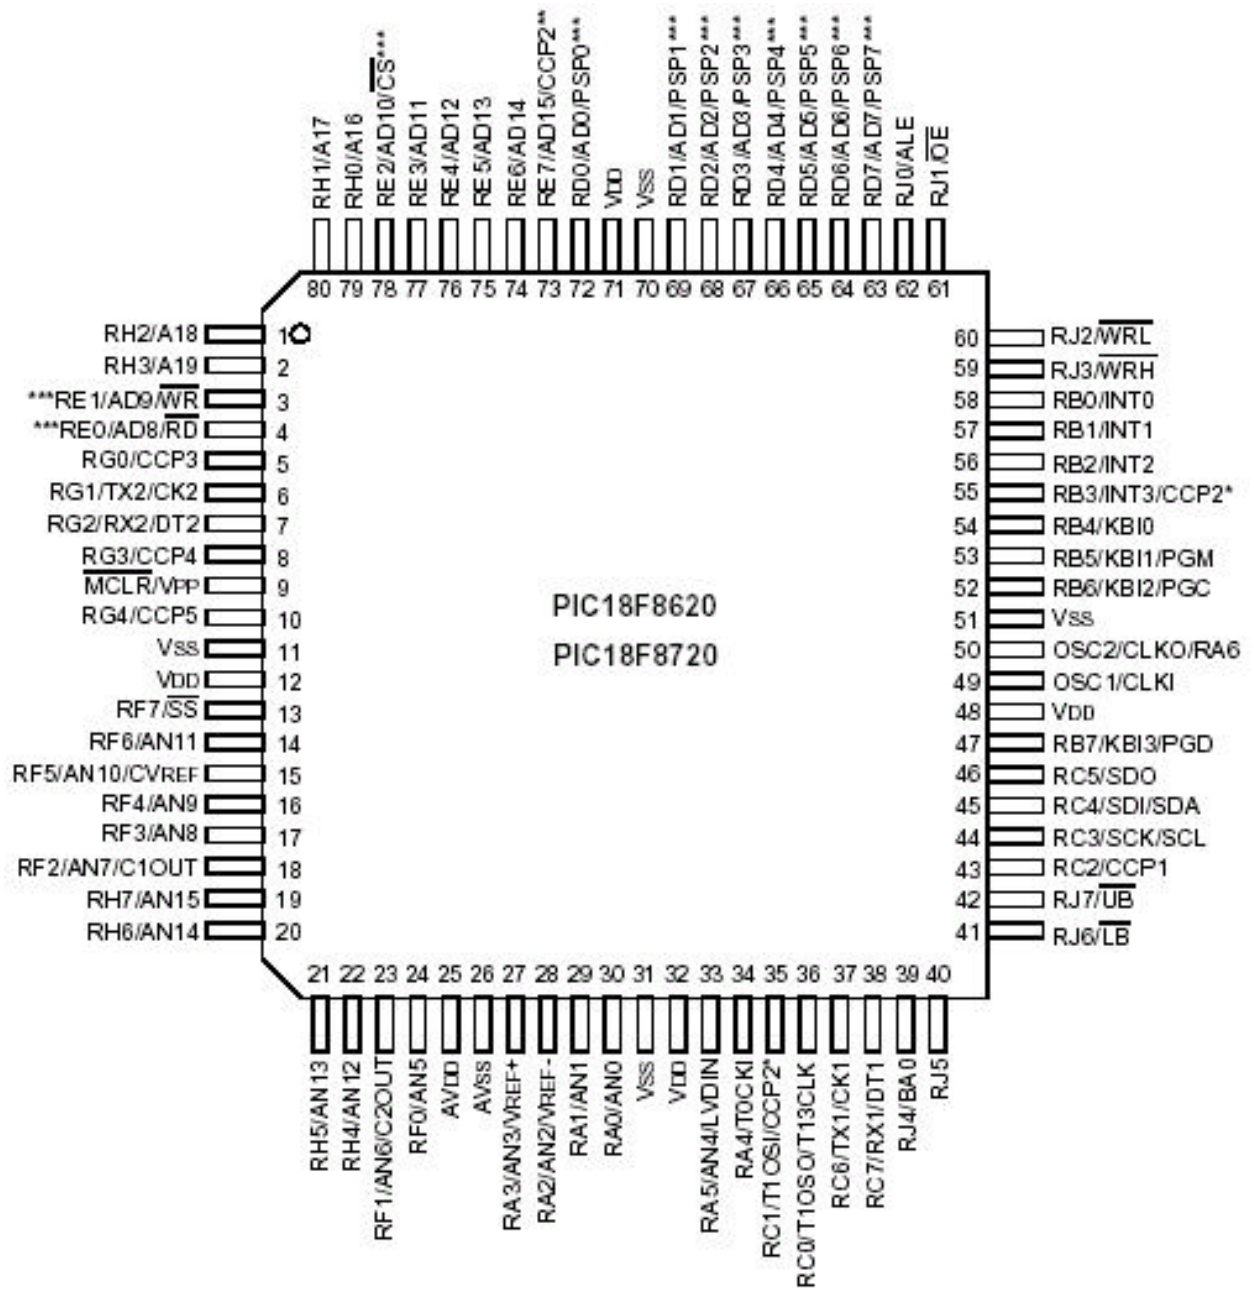 RH1/A17
RH0/A16
RE2/AD10/CS***
RE3/AD11
RE4/AD12
RE5/AD13
RE6/AD14
RE7/AD15/CCP2**
RD0/AD0/PSP0***
VDD
VSS
RD1/AD1/PSP1***
RD2/AD2/PSP2***
RD3/AD3/PSP3***
RD4/AD4/PSP4***
RD5/AD5/PSP5***
RD6/AD6/PSP6***
RD7/AD7/PSP7***
RJ0/ALE
RJ1/OE
80 79 78 77 76 75 74 73 72 71 70 69 68 67 66 65 64 63 62 61
RH2/A18 1
RH3/A19 2
***RE1/AD9/WR 3
***RE0/AD8/RD 4
RG0/CCP3 5
RG1/TX2/CK2 6
RG2/RX2/DT2 7
RG3/CCP4 8
MCLR/VPP 9
RG4/CCP5 10
VSS 11
VDD 12
RF7/SS 13
RF6/AN11 14
RF5/AN10/CVREF 15
RF4/AN9 16
RF3/AN8 17
RF2/AN7/C1OUT 18
RH7/AN15 19
RH6/AN14 20
PIC18F8620
PIC18F8720
60 RJ2/WRL
59 RJ3/WRH
58 RB0/INT0
57 RB1/INT1
56 RB2/INT2
55 RB3/INT3/CCP2*
54 RB4/KBI0
53 RB5/KBI1/PGM
52 RB6/KBI2/PGC
51 VSS
50 OSC2/CLKO/RA6
49 OSC1/CLKI
48 VDD
47 RB7/KBI3/PGD
46 RC5/SDO
45 RC4/SDI/SDA
44 RC3/SCK/SCL
43 RC2/CCP1
42 RJ7/UB
41 RJ6/LB
21 22 23 24 25 26 27 28 29 30 31 32 33 34 35 36 37 38 39 40
RH5/AN13
RH4/AN12
RF1/AN6/C2OUT
RF0/AN5
AVDD
AVSS
RA3/AN3/VREF+
RA2/AN2/VREF-
RA1/AN1
RA0/AN0
VSS
VDD
RA5/AN4/LVDIN
RA4/T0CKI
RC1/T1OSI/CCP2*
RC0/T1OSO/T13CLK
RC6/TX1/CK1
RC7/RX1/DT1
RJ4/BA0
RJ5